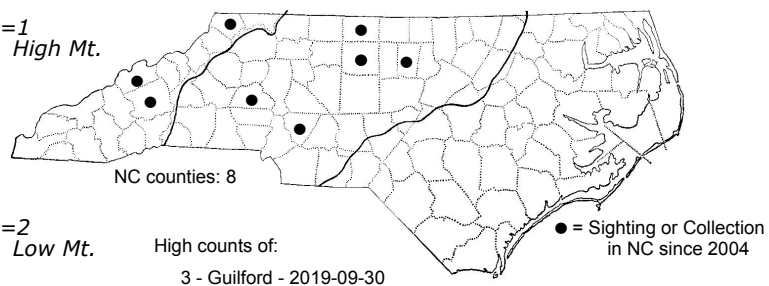 =1
High Mt.
NC counties: 8
=2
Low Mt.
High counts of:
3 - Guilford - 2019-09-30
● = Sighting or Collection
in NC since 2004